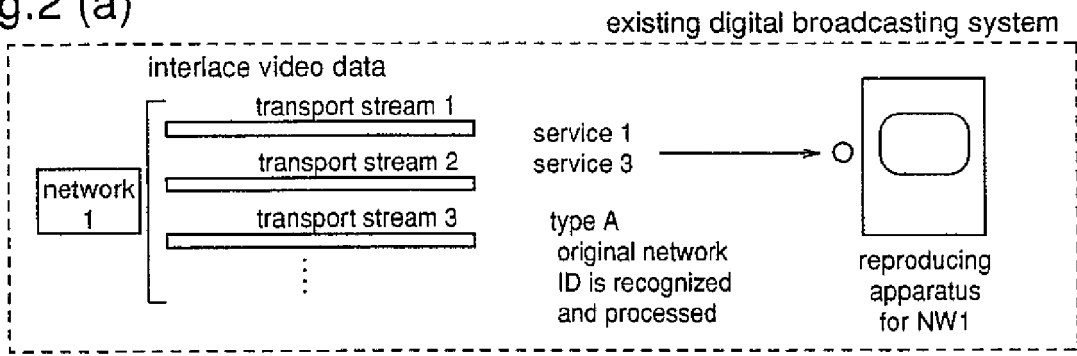 g.2 (a)
existing digital broadcasting system
interlace video data
transport stream 1
transport stream 2
transport stream 3
network
1
service 1
service 3
type A
original network
ID is recognized
and processed
reproducing
apparatus
for NW1